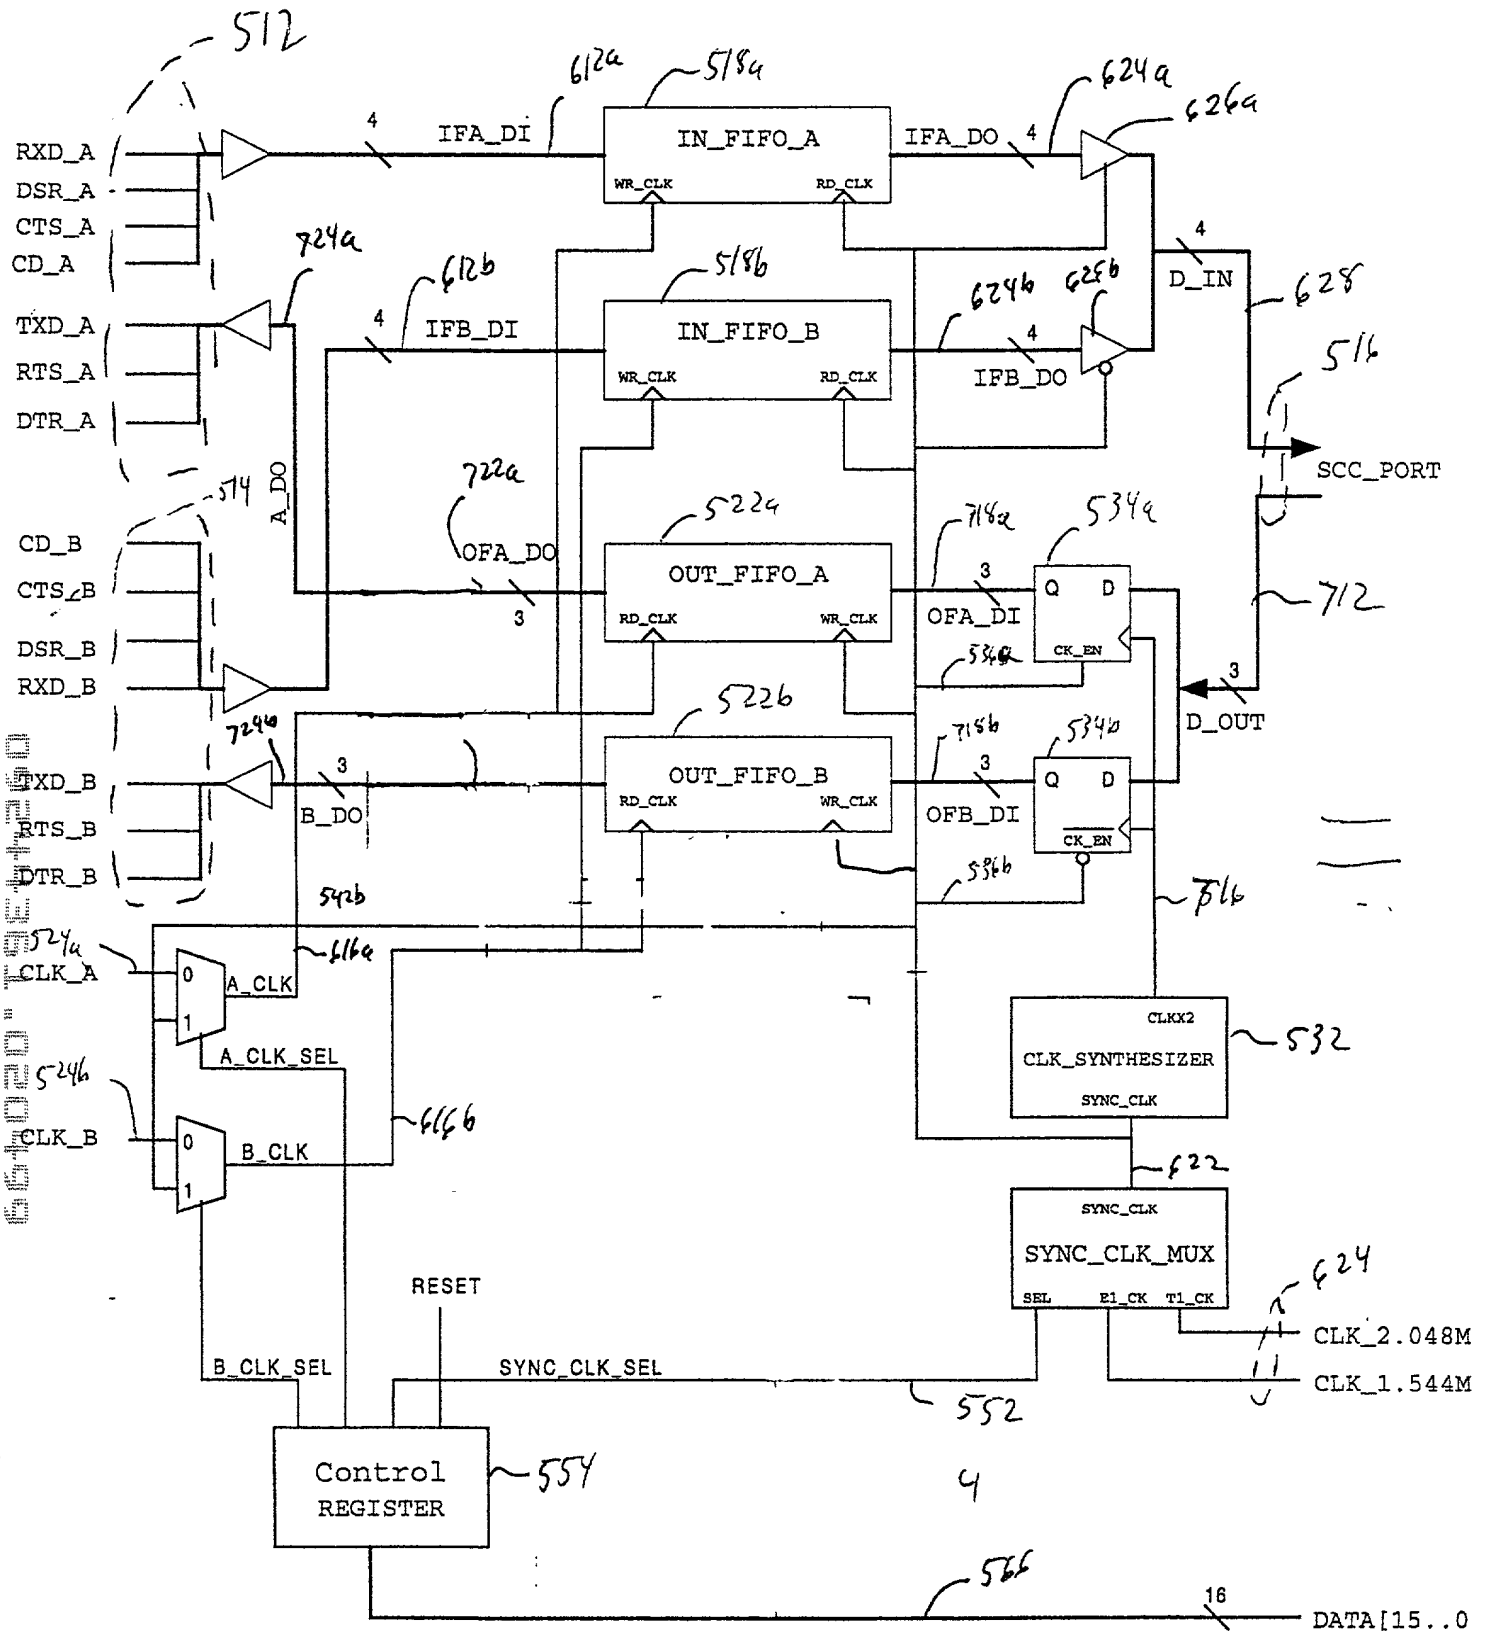 512
612a
518a
624a
626a
RXD_A
4
IFA_DI
IN_FIFO_A
IFA_DO
4
WR_CLK
RD_CLK
DSR_A
CTS_A
CD_A
724a
612b
518b
624b
626b
4
D_IN
628
TXD_A
4
IFB_DI
IN_FIFO_B
4
IFB_DO
WR_CLK
RD_CLK
516
RTS_A
DTR_A
SCC_PORT
A_DO
722a
514
522a
718a
534a
CD_B
OFA_DO
3
OUT_FIFO_A
3
OFA_DI
Q
D
CK_EN
RD_CLK
WR_CLK
712
CTS_B
DSR_B
RXD_B
536a
3
D_OUT
522b
718b
534b
724b
TXD_B
3
B_DO
OUT_FIFO_B
3
OFB_DI
Q
D
CK_EN
RD_CLK
WR_CLK
RTS_B
DTR_B
536b
542b
716
524a
CLK_A
0
1
616a
A_CLK
A_CLK_SEL
CLKX2
CLK_SYNTHESIZER
SYNC_CLK
532
524b
CLK_B
0
1
B_CLK
616b
622
SYNC_CLK
SYNC_CLK_MUX
SEL
E1_CK
T1_CK
624
RESET
CLK_2.048M
B_CLK_SEL
SYNC_CLK_SEL
CLK_1.544M
552
Control
REGISTER
554
4
566
16
DATA[15..0